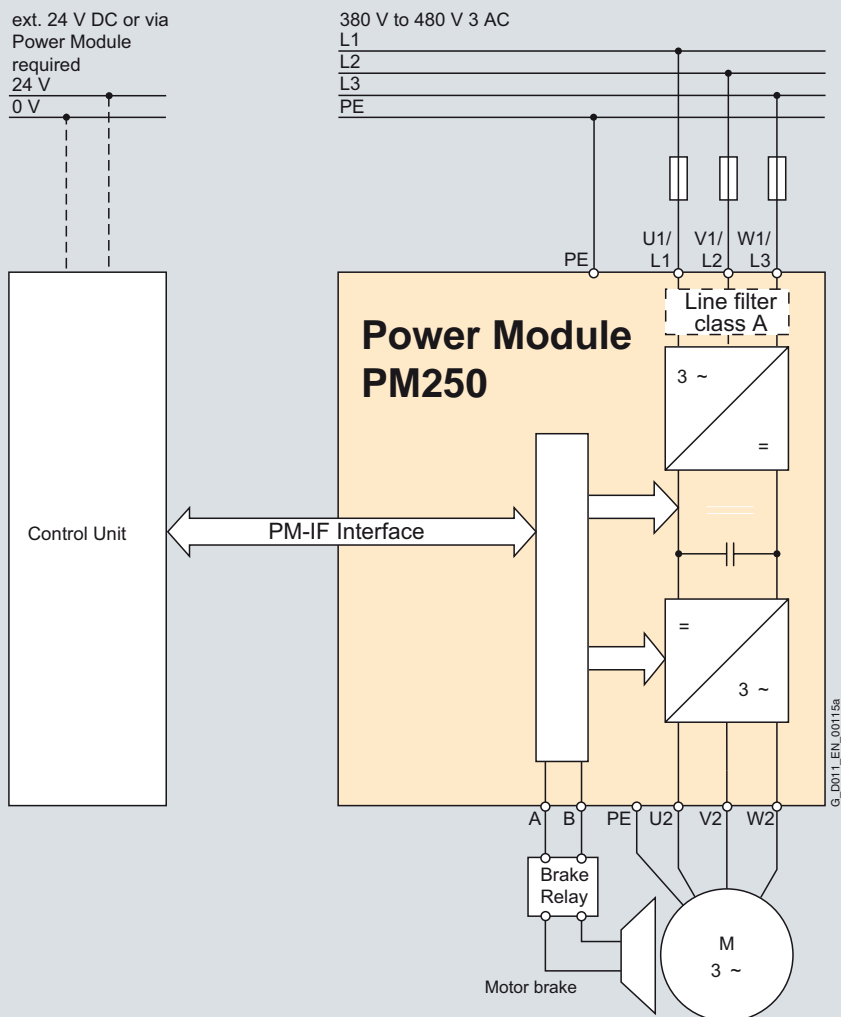 ext. 24 V DC or via
Power Module
required
24 V
0 V
380 V to 480 V 3 AC
L1
L2
L3
PE
PE
U1/
L1
V1/
L2
W1/
L3
Line filter
class A
Power Module
PM250
3 ~
=
Control Unit
PM-IF Interface
=
3 ~
A
B
PE
U2
V2
W2
Brake
Relay
M
3 ~
Motor brake
G_D011_EN_00115a